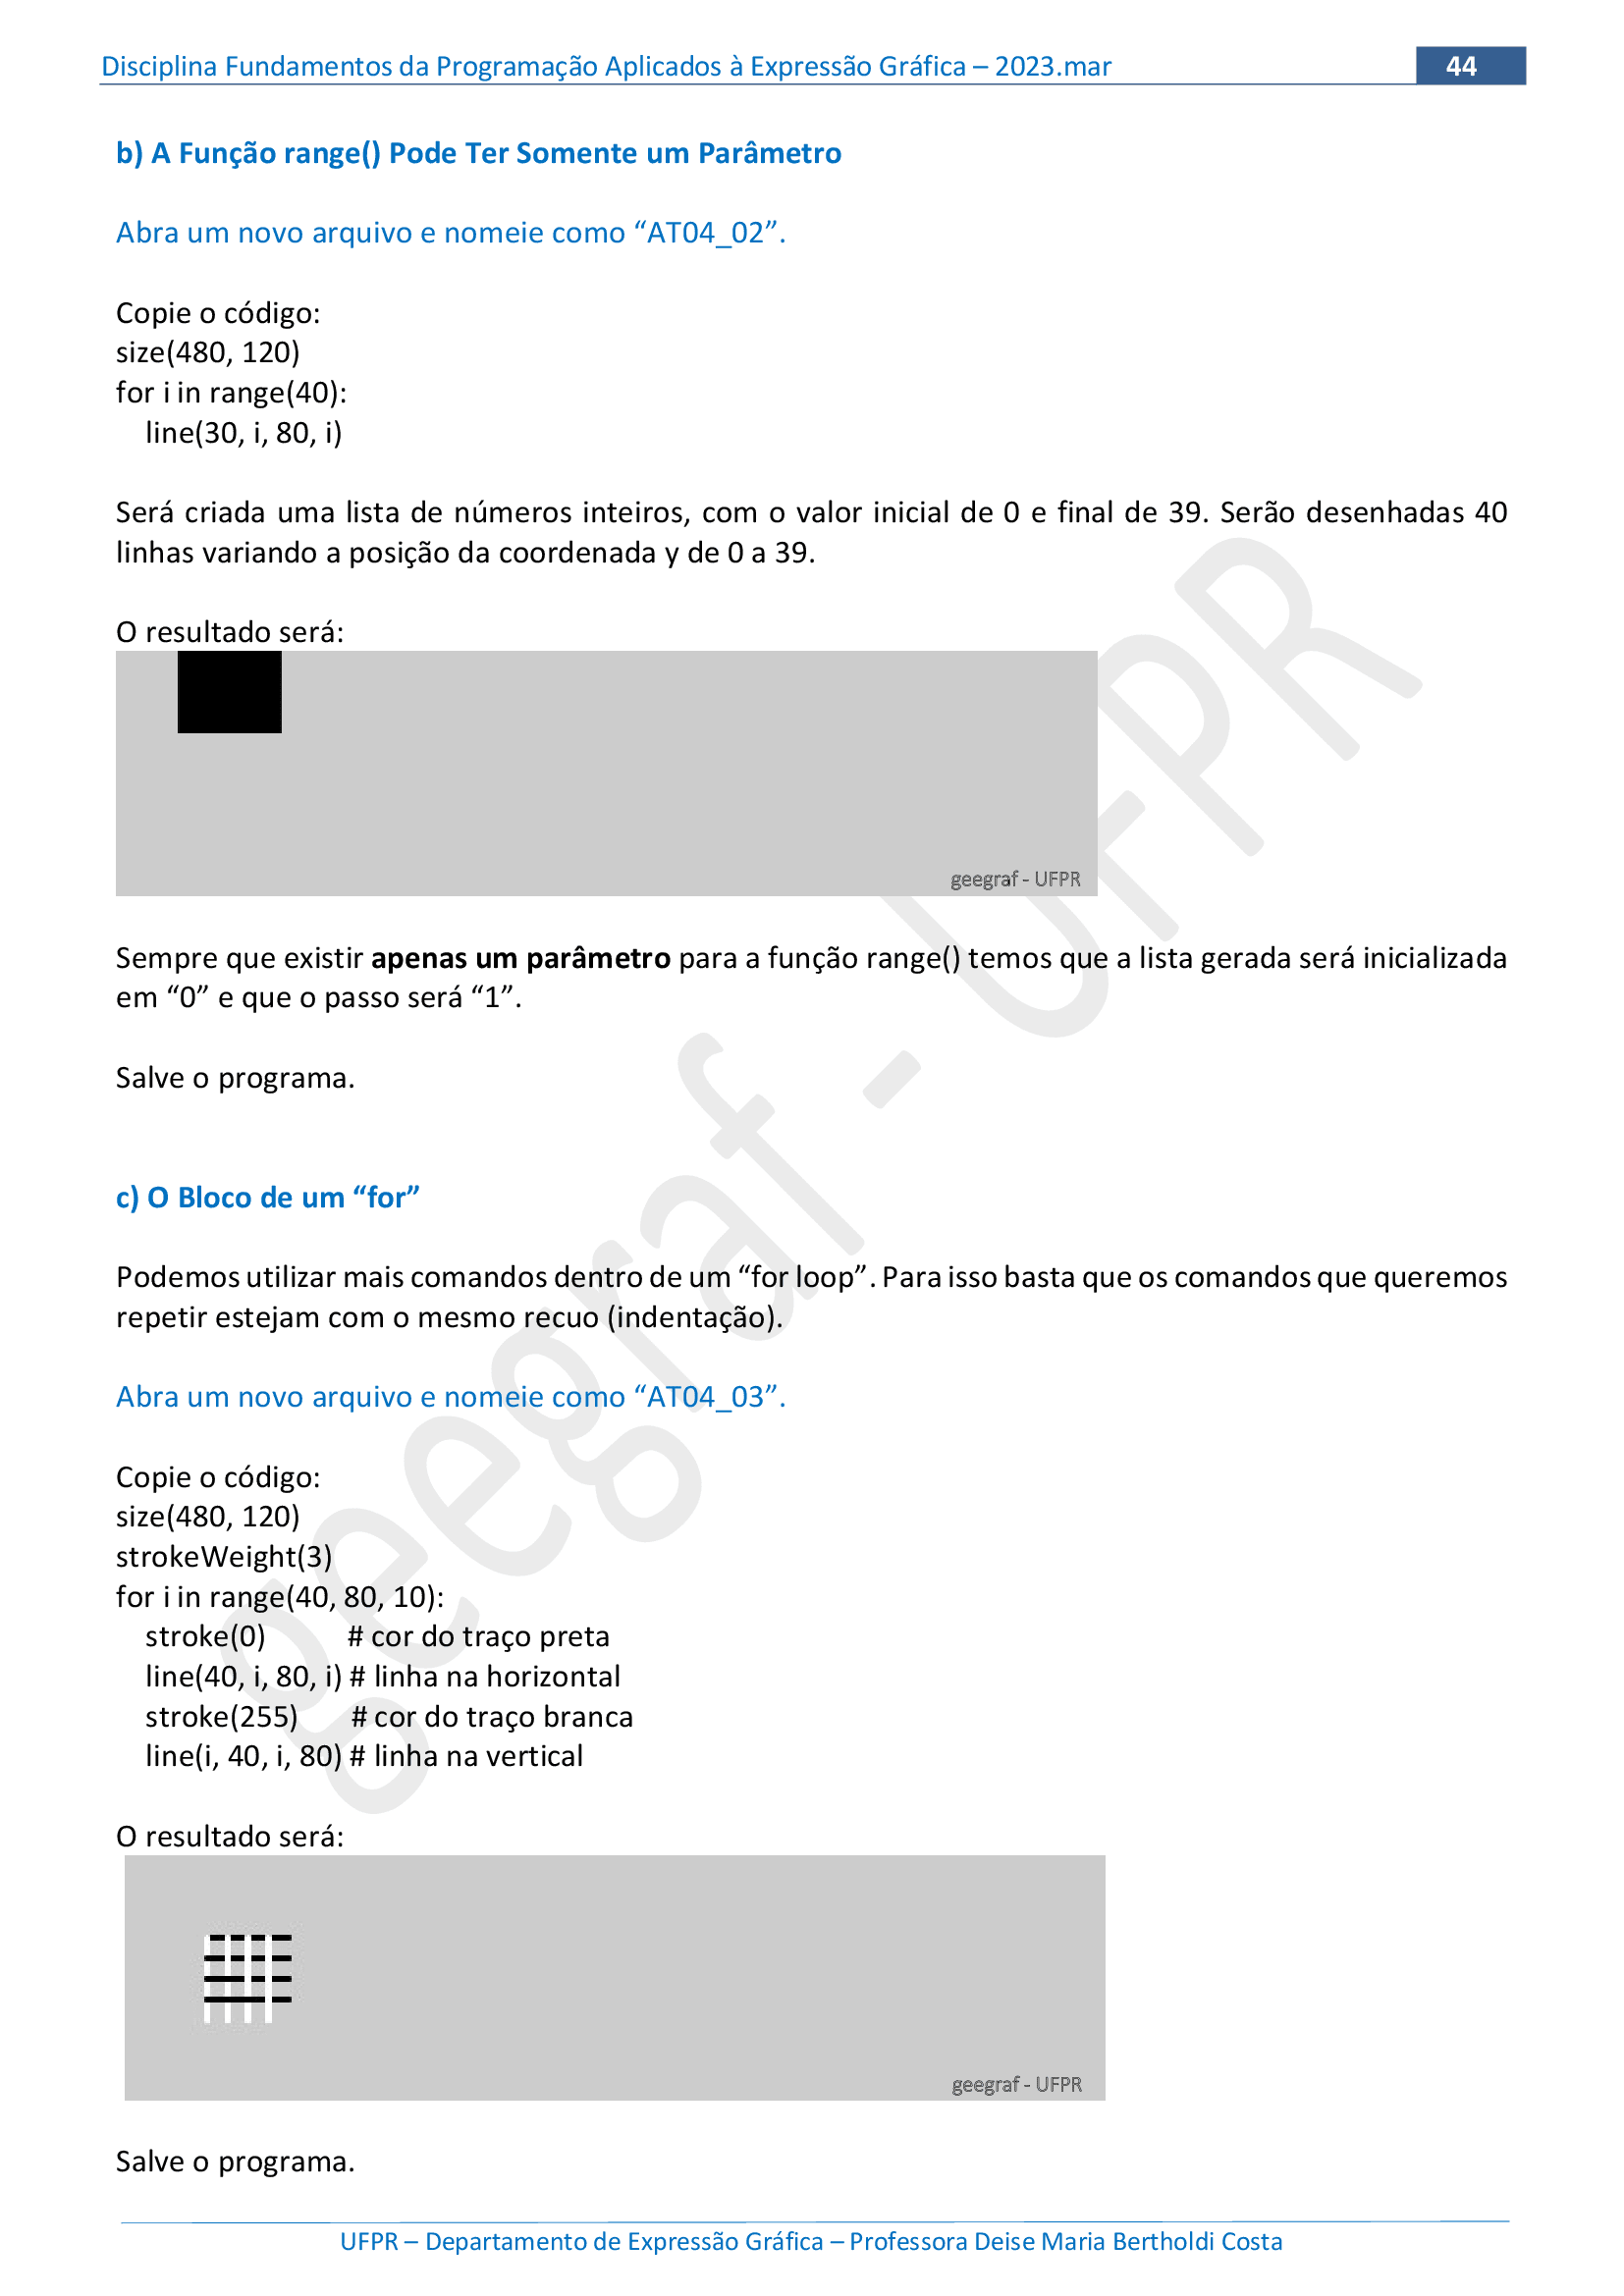 Disciplina Fundamentos da Programação Aplicados à Expressão Gráfica – 2023.mar 44
b) A Função range() Pode Ter Somente um Parâmetro
Abra um novo arquivo e nomeie como “AT04_02”.
Copie o código:
size(480, 120)
for i in range(40):
    line(30, i, 80, i)
Será criada uma lista de números inteiros, com o valor inicial de 0 e final de 39. Serão desenhadas 40
linhas variando a posição da coordenada y de 0 a 39.
O resultado será:
geegraf - UFPR
Sempre que existir apenas um parâmetro para a função range() temos que a lista gerada será inicializada
em “0” e que o passo será “1”.
Salve o programa.
c) O Bloco de um “for”
Podemos utilizar mais comandos dentro de um “for loop”. Para isso basta que os comandos que queremos
repetir estejam com o mesmo recuo (indentação).
Abra um novo arquivo e nomeie como “AT04_03”.
Copie o código:
size(480, 120)
strokeWeight(3)
for i in range(40, 80, 10):
    stroke(0) # cor do traço preta
    line(40, i, 80, i) # linha na horizontal
    stroke(255) # cor do traço branca
    line(i, 40, i, 80) # linha na vertical
O resultado será:
geegraf - UFPR
Salve o programa.
UFPR – Departamento de Expressão Gráfica – Professora Deise Maria Bertholdi Costa
geegraf - UFPR